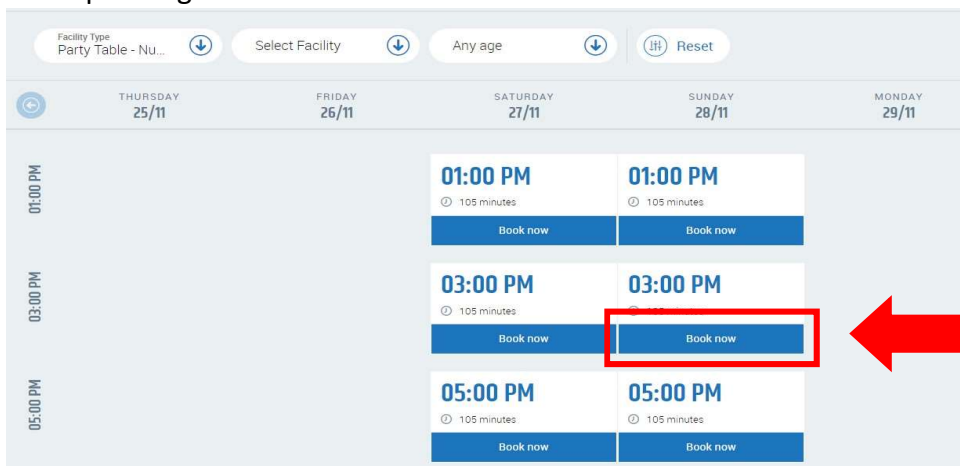 Facility Type
Party Table - Nu... Select Facility Any age Reset
THURSDAY FRIDAY SATURDAY SUNDAY MONDAY
25/11 26/11 27/11 28/11 29/11
01:00 PM
01:00 PM 01:00 PM
105 minutes 105 minutes
Book now Book now
03:00 PM
03:00 PM 03:00 PM
105 minutes 105 minutes
Book now Book now
05:00 PM
05:00 PM 05:00 PM
105 minutes 105 minutes
Book now Book now